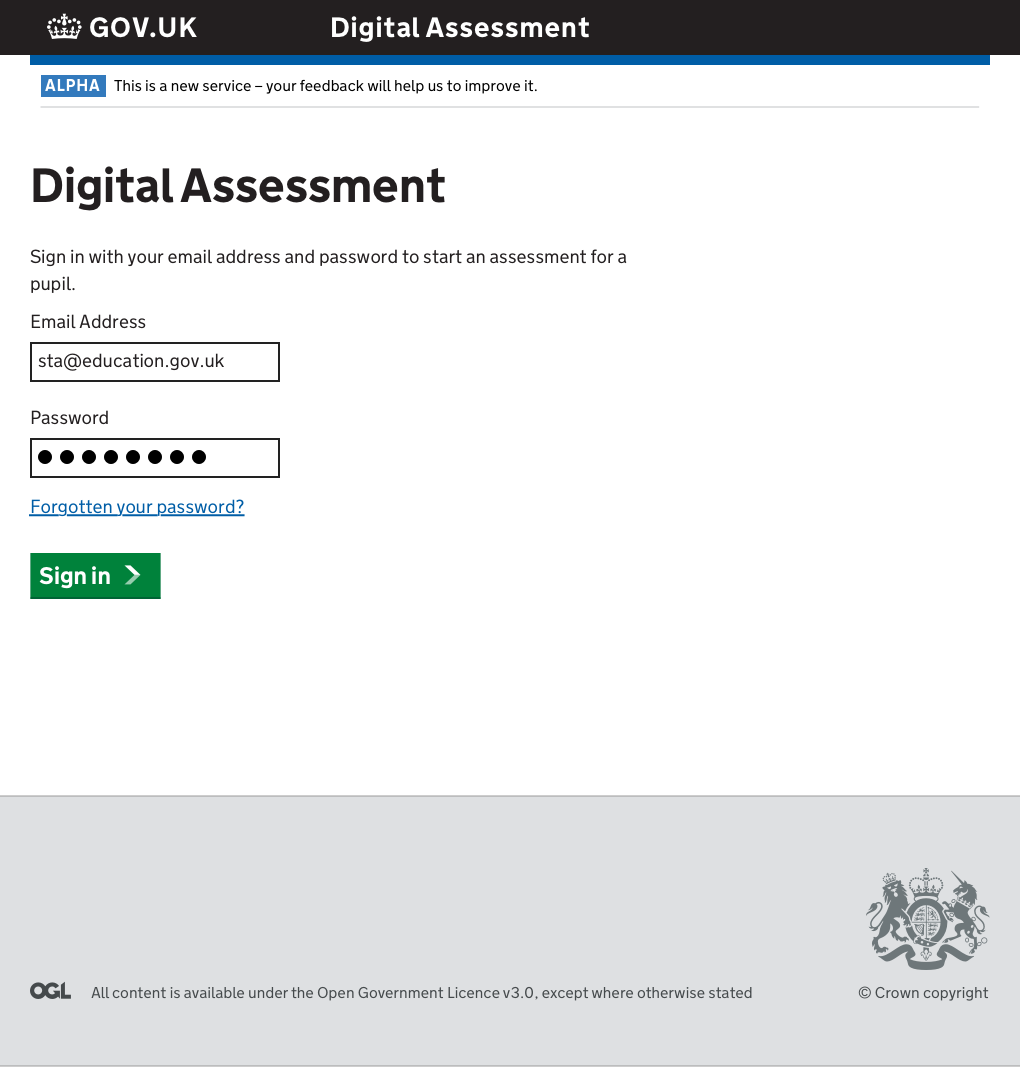 GOV.UK
Digital Assessment
ALPHA This is a new service – your feedback will help us to improve it.
Digital Assessment
Sign in with your email address and password to start an assessment for a
pupil.
Email Address
sta@education.gov.uk
Password
Forgotten your password?
Sign in
OGL All content is available under the Open Government Licence v3.0, except where otherwise stated
© Crown copyright